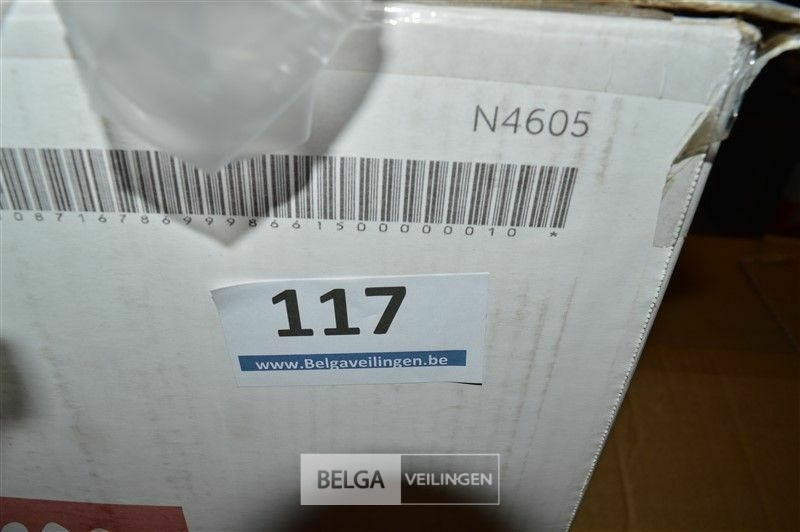 N4605
0871678699986615000000010*
117
www.Belgaveilingen.be
BELGA VEILINGEN